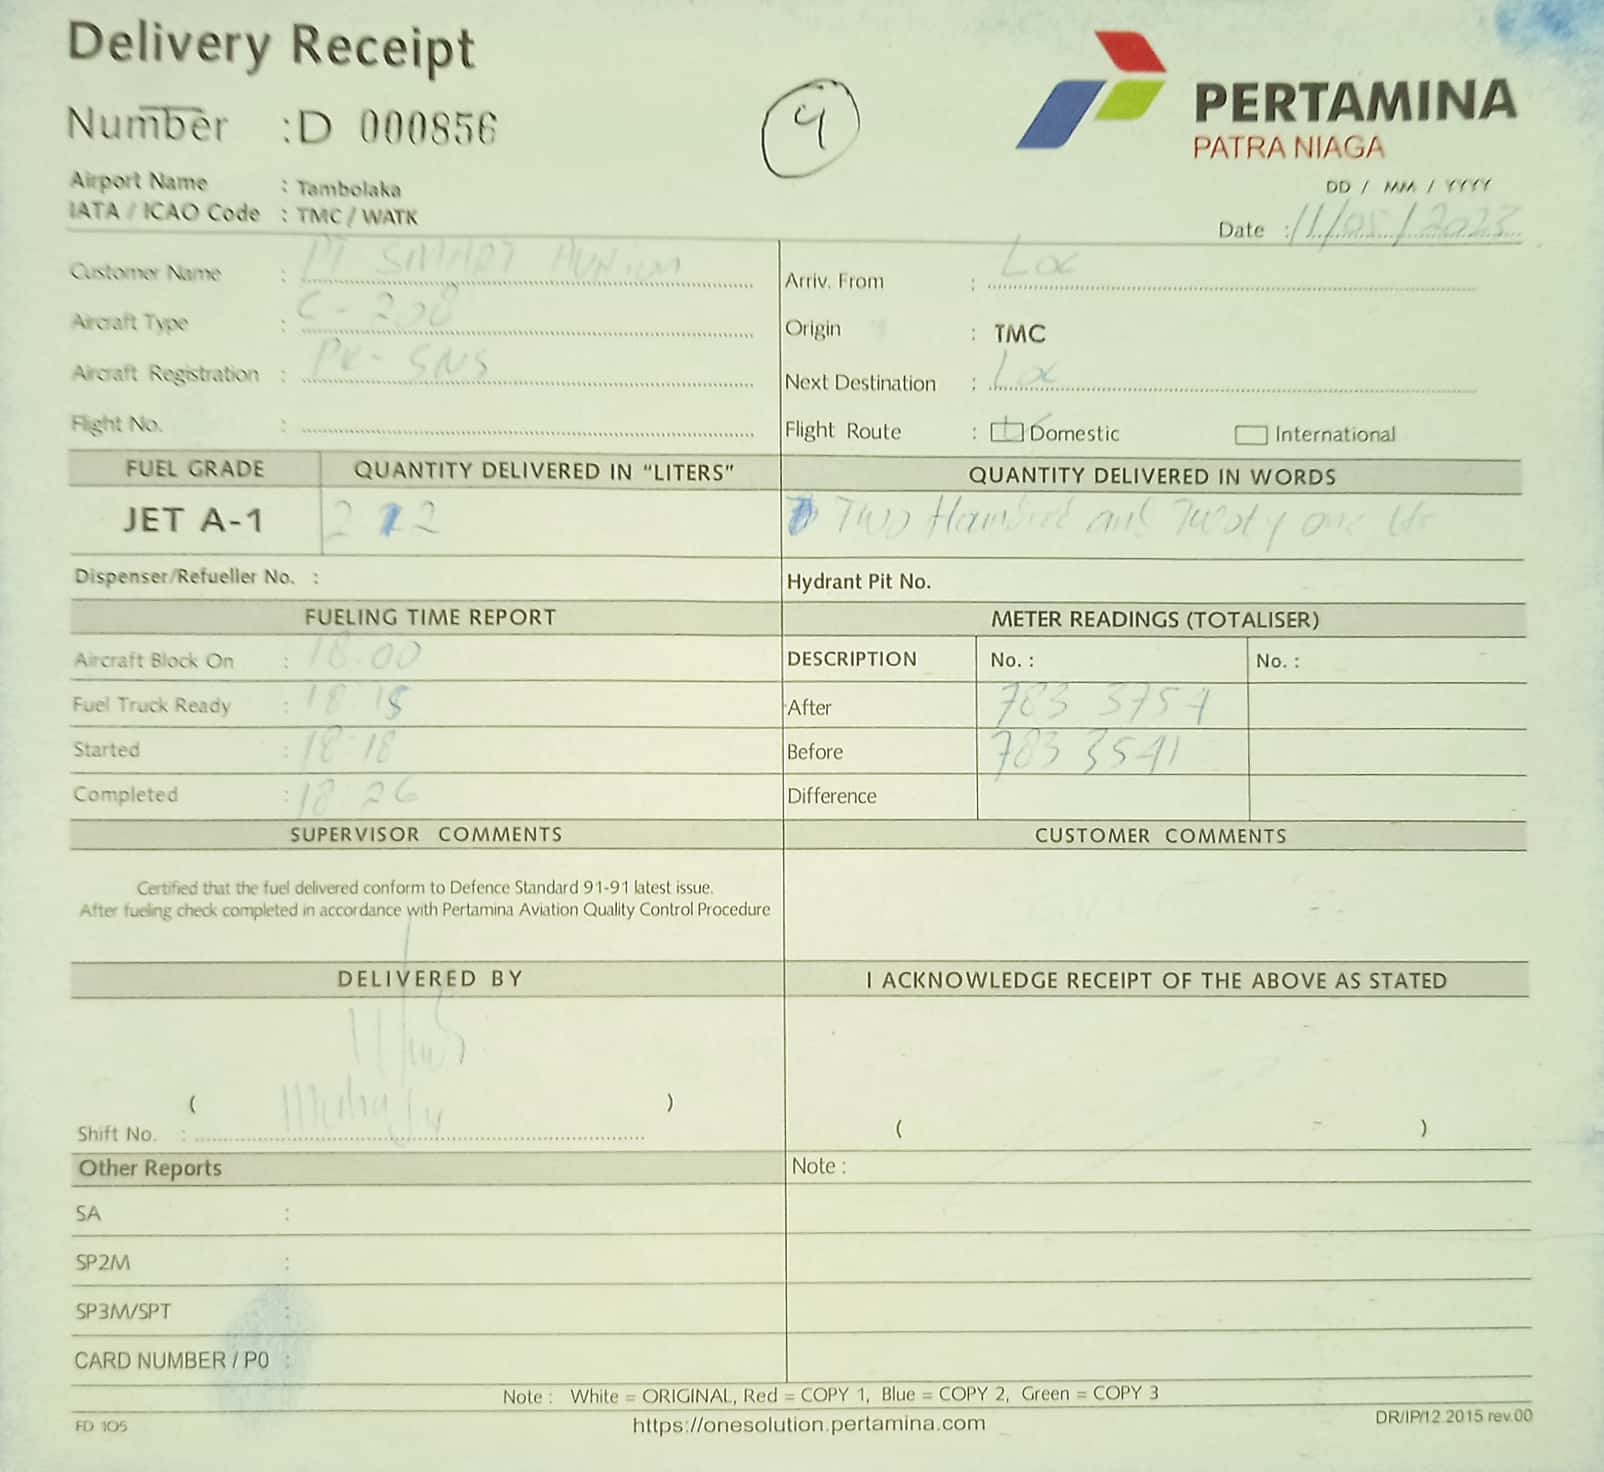 Delivery Receipt
Number : D 000856
4
PERTAMINA
PATRA NIAGA
Airport Name : Tambolaka
IATA / ICAO Code : TMC / WATK
DD / MM / YYYY
Date : 11/05/2023
Customer Name : PT SMART
Aircraft Type : C-208
Aircraft Registration : PK-SNS
Flight No. :
Arriv. From :
Origin : TMC
Next Destination :
Flight Route : Domestic International
FUEL GRADE QUANTITY DELIVERED IN "LITERS" QUANTITY DELIVERED IN WORDS
JET A-1 2 2 Two and one
Dispenser/Refueller No. : Hydrant Pit No.
FUELING TIME REPORT METER READINGS (TOTALISER)
Aircraft Block On : 18.00 DESCRIPTION No. : No. :
Fuel Truck Ready : 18 15 After 783 3757
Started : 18-18 Before 783 3541
Completed : 18 26 Difference
SUPERVISOR COMMENTS CUSTOMER COMMENTS
Certified that the fuel delivered conform to Defence Standard 91-91 latest issue.
After fueling check completed in accordance with Pertamina Aviation Quality Control Procedure
DELIVERED BY I ACKNOWLEDGE RECEIPT OF THE ABOVE AS STATED
( ) ( )
Shift No. :
Other Reports Note :
SA :
SP2M :
SP3M/SPT :
CARD NUMBER / PO :
Note : White = ORIGINAL, Red = COPY 1, Blue = COPY 2, Green = COPY 3
FD 105 https://onesolution.pertamina.com DR/IP/12.2015 rev.00